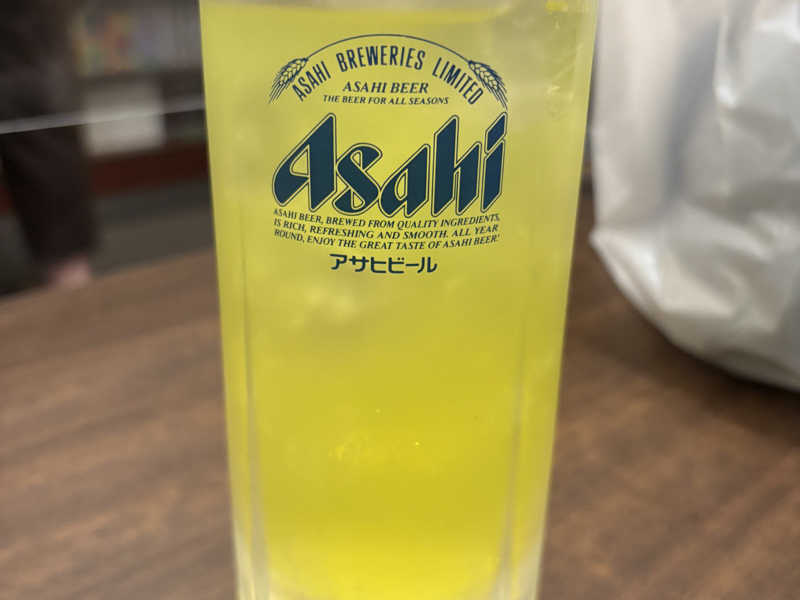 ASAHI BREWERIES LIMITED
ASAHI BEER
THE BEER FOR ALL SEASONS
Asahi
ASAHI BEER, BREWED FROM QUALITY INGREDIENTS,
IS RICH, REFRESHING AND SMOOTH. ALL YEAR
ROUND, ENJOY THE GREAT TASTE OF ASAHI BEER!
アサヒビール